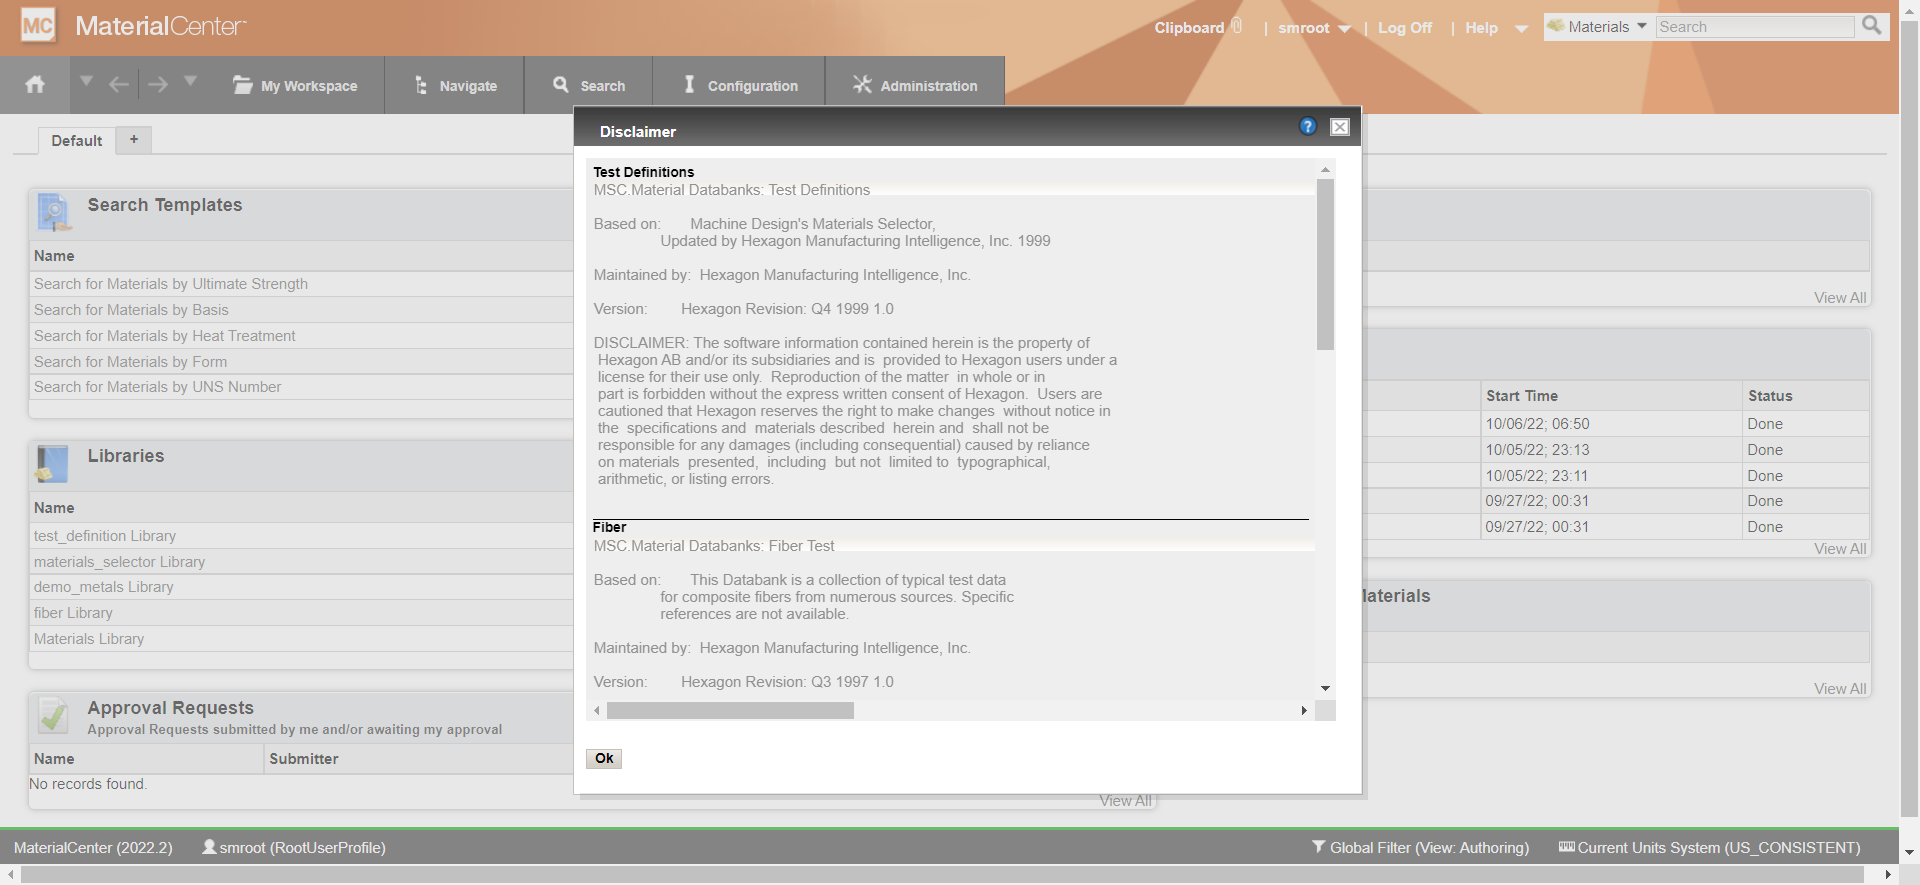 MC MaterialCenter
Clipboard | smroot | Log Off | Help Materials Search
My Workspace Navigate Search Configuration Administration
Default +
Disclaimer ?
Test Definitions
MSC.Material Databanks: Test Definitions
Based on: Machine Design's Materials Selector,
Updated by Hexagon Manufacturing Intelligence, Inc. 1999
Maintained by: Hexagon Manufacturing Intelligence, Inc.
Version: Hexagon Revision: Q4 1999 1.0
DISCLAIMER: The software information contained herein is the property of
Hexagon AB and/or its subsidiaries and is provided to Hexagon users under a
license for their use only. Reproduction of the matter in whole or in
part is forbidden without the express written consent of Hexagon. Users are
cautioned that Hexagon reserves the right to make changes without notice in
the specifications and materials described herein and shall not be
responsible for any damages (including consequential) caused by reliance
on materials presented, including but not limited to typographical,
arithmetic, or listing errors.
Fiber
MSC.Material Databanks: Fiber Test
Based on: This Databank is a collection of typical test data
for composite fibers from numerous sources. Specific
references are not available.
Maintained by: Hexagon Manufacturing Intelligence, Inc.
Version: Hexagon Revision: Q3 1997 1.0
Ok
Search Templates
Name
Search for Materials by Ultimate Strength
Search for Materials by Basis
Search for Materials by Heat Treatment
Search for Materials by Form
Search for Materials by UNS Number
Libraries
Name
test_definition Library
materials_selector Library
demo_metals Library
fiber Library
Materials Library
Approval Requests
Approval Requests submitted by me and/or awaiting my approval
Name Submitter
No records found.
View All
View All
Start Time Status
10/06/22; 06:50 Done
10/05/22; 23:13 Done
10/05/22; 23:11 Done
09/27/22; 00:31 Done
09/27/22; 00:31 Done
View All
Materials
View All
MaterialCenter (2022.2) smroot (RootUserProfile) Global Filter (View: Authoring) Current Units System (US_CONSISTENT)